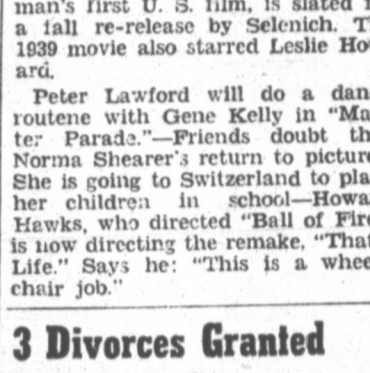 man's first U. S. film, is slated
a fall re-release by Selznich. T
1939 movie also starred Leslie Ho
ard.
Peter Lawford will do a dan
routene with Gene Kelly in "Ma
ter Parade."—Friends doubt th
Norma Shearer's return to pictur
She is going to Switzerland to pla
her children in school—Howa
Hawks, who directed "Ball of Fir
is now directing the remake, "That
Life." Says he: "This is a whee
chair job."
3 Divorces Granted